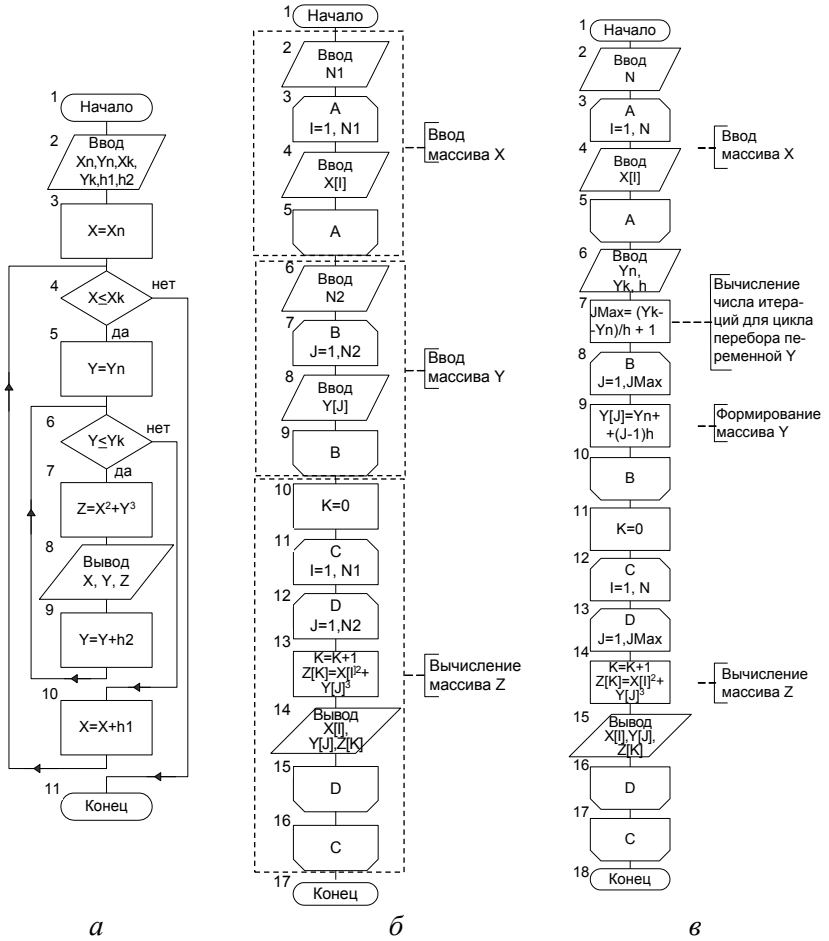 1
Начало
2
Ввод
Xn,Yn,Xk,
Yk,h1,h2
3
X=Xn
4
X≤Xk
нет
да
5
Y=Yn
6
Y≤Yk
нет
да
7
Z=X²+Y³
8
Вывод
X, Y, Z
9
Y=Y+h2
10
X=X+h1
11
Конец
а
1
Начало
2
Ввод
N1
3
A
I=1, N1
4
Ввод
X[I]
5
A
Ввод
массива X
6
Ввод
N2
7
B
J=1,N2
8
Ввод
Y[J]
9
B
Ввод
массива Y
10
K=0
11
C
I=1, N1
12
D
J=1,N2
13
K=K+1
Z[K]=X[I]²+
Y[J]³
14
Вывод
X[I],
Y[J],Z[K]
15
D
16
C
Вычисление
массива Z
17
Конец
б
1
Начало
2
Ввод
N
3
A
I=1, N
4
Ввод
X[I]
5
A
Ввод
массива X
6
Ввод
Yn,
Yk, h
7
JMax= (Yk-
-Yn)/h + 1
Вычисление
числа итера-
ций для цикла
перебора пе-
ременной Y
8
B
J=1,JMax
9
Y[J]=Yn+
+(J-1)h
Формирование
массива Y
10
B
11
K=0
12
C
I=1, N
13
D
J=1,JMax
14
K=K+1
Z[K]=X[I]²+
Y[J]³
Вычисление
массива Z
15
Вывод
X[I],Y[J],
Z[K]
16
D
17
C
18
Конец
в